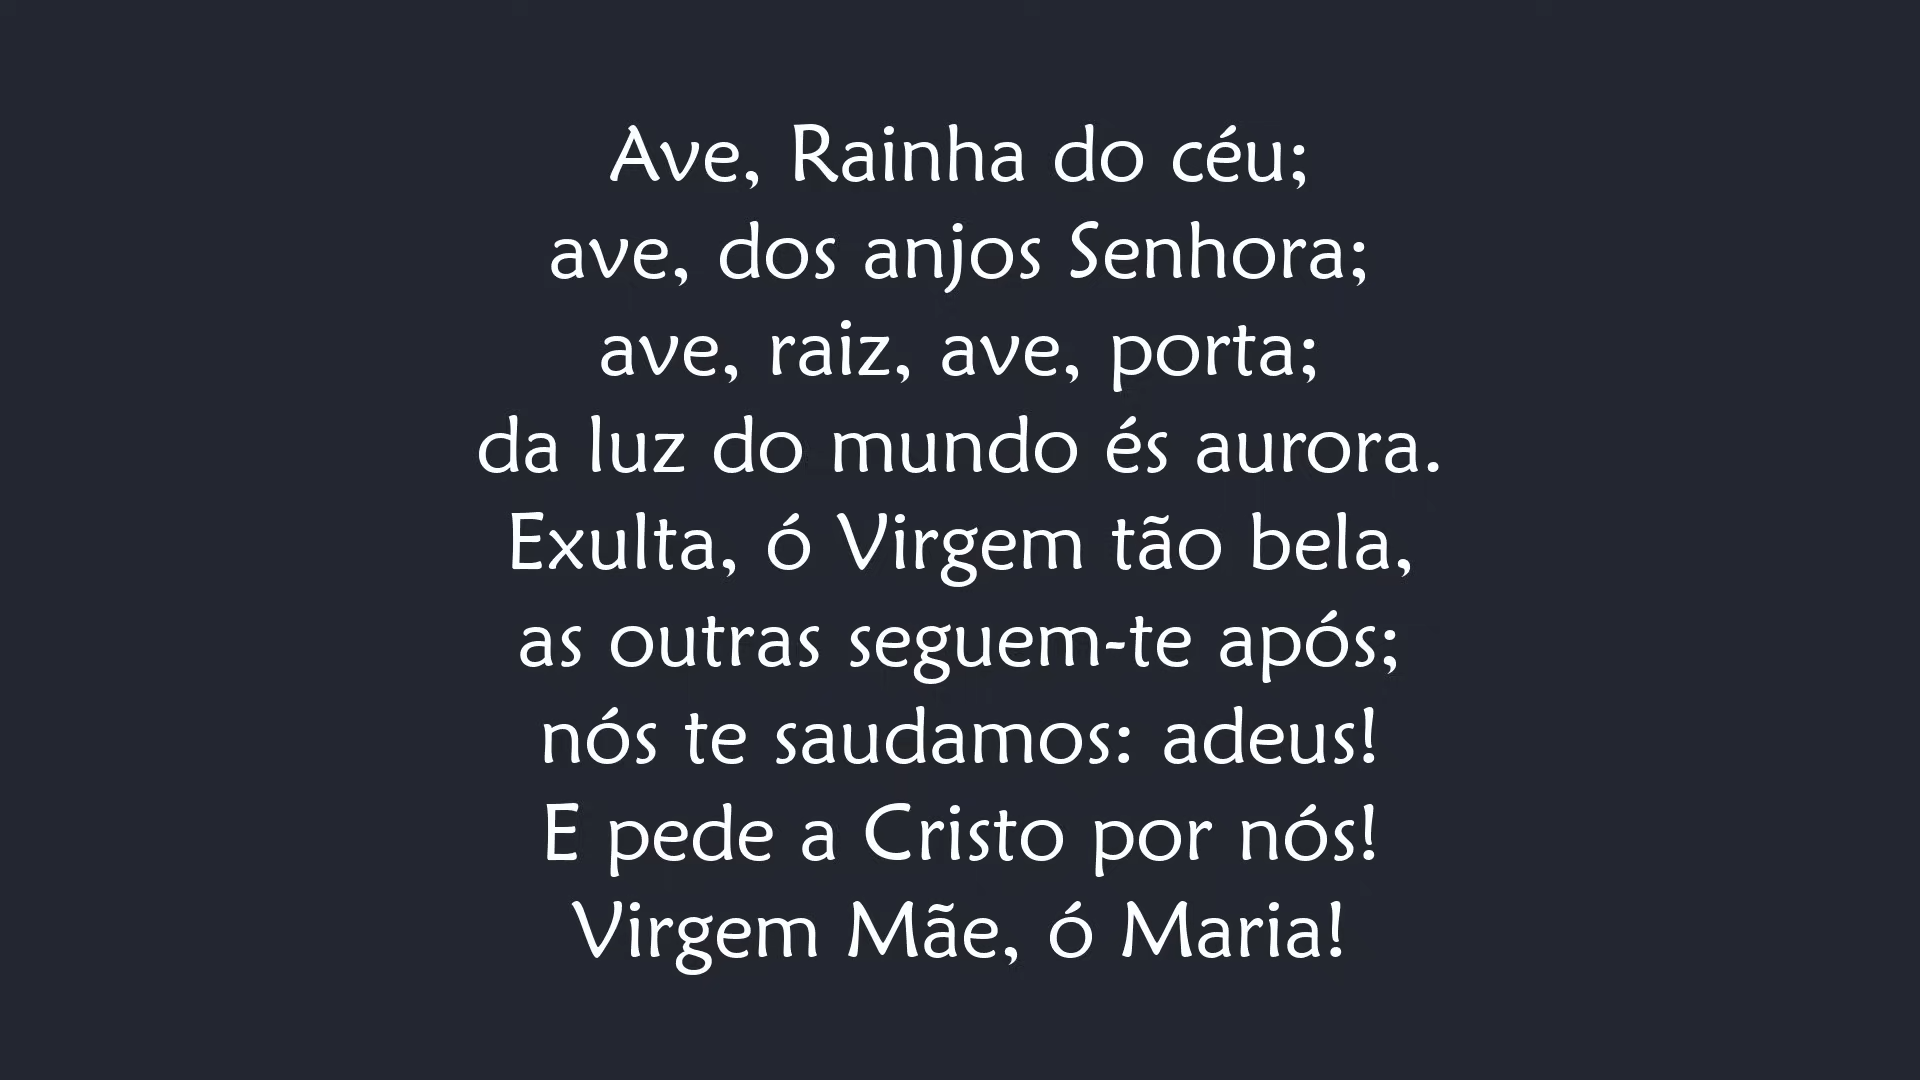 Ave, Rainha do céu;
ave, dos anjos Senhora;
ave, raiz, ave, porta;
da luz do mundo és aurora.
Exulta, ó Virgem tão bela,
as outras seguem-te após;
nós te saudamos: adeus!
E pede a Cristo por nós!
Virgem Mãe, ó Maria!